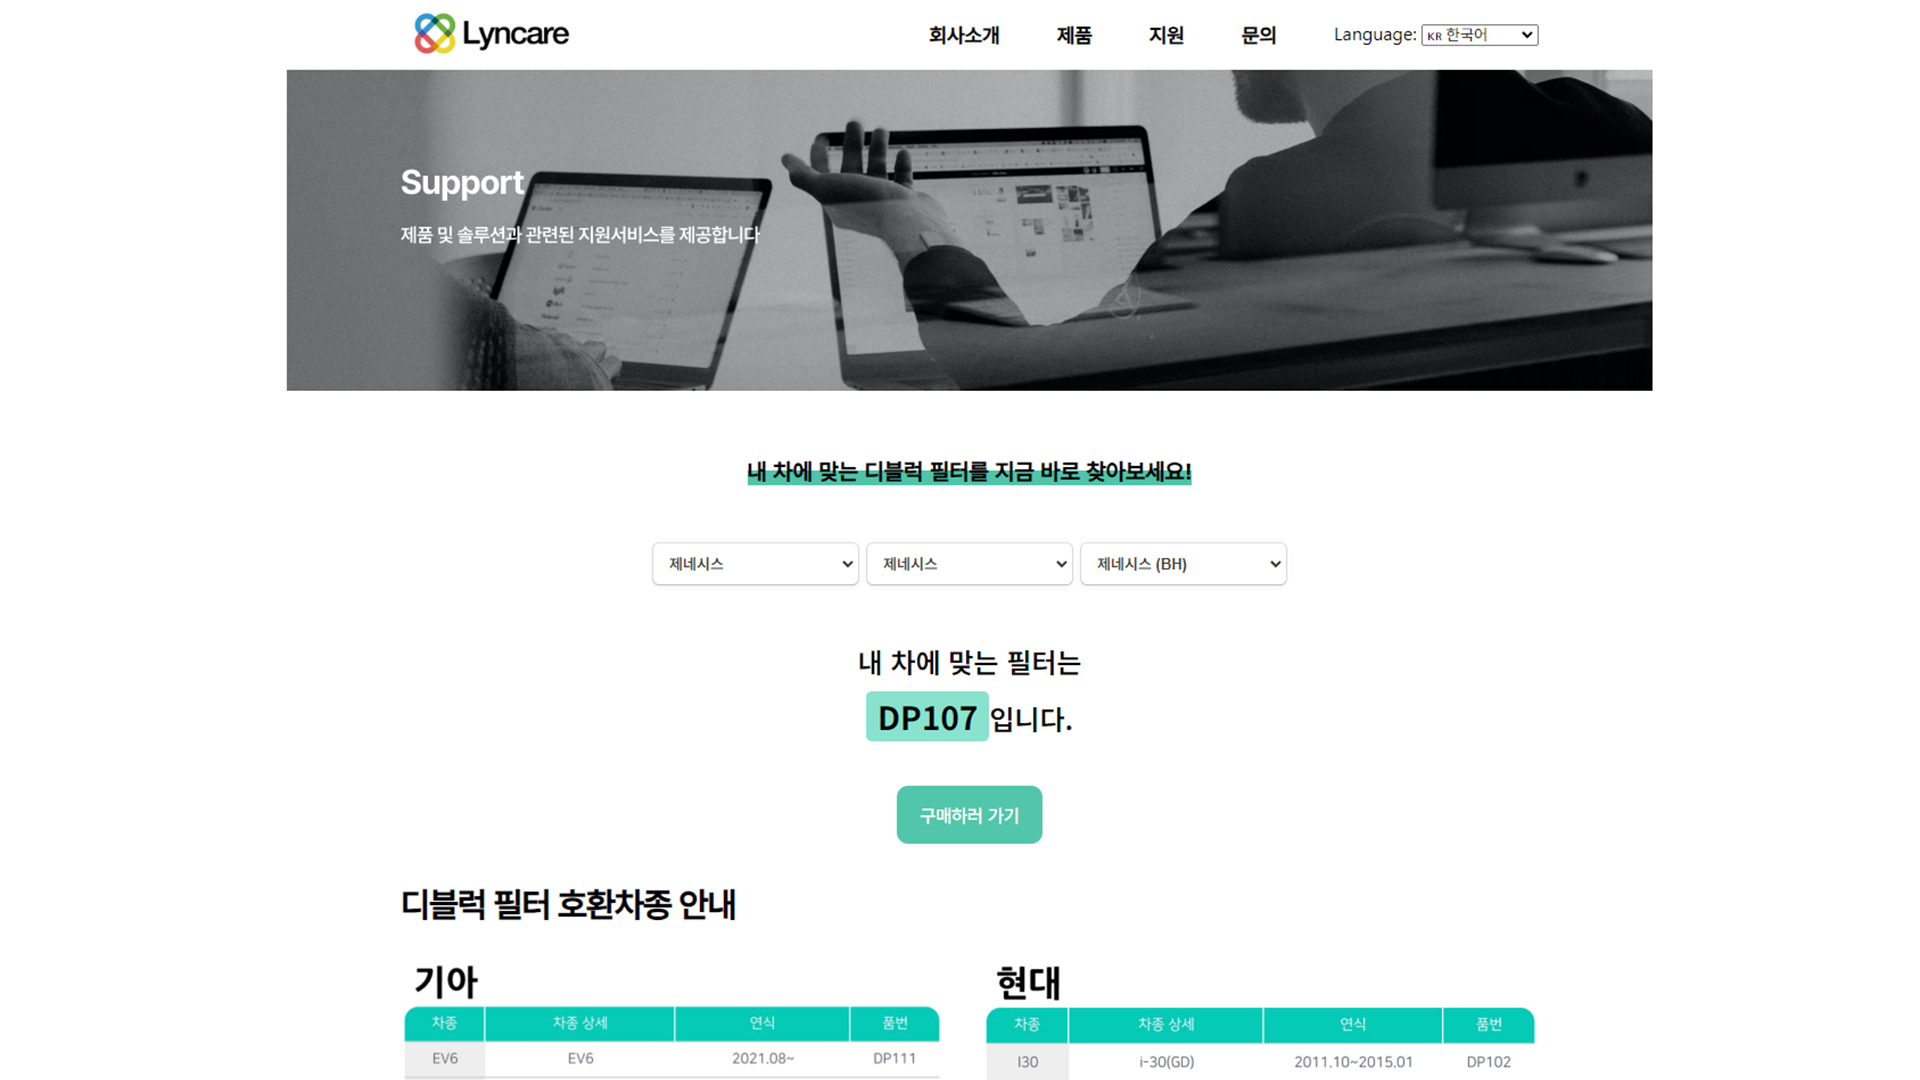 Lyncare
회사소개 제품 지원 문의 Language: KR 한국어
Support
제품 및 솔루션과 관련된 지원서비스를 제공합니다
내 차에 맞는 디블럭 필터를 지금 바로 찾아보세요!
제네시스 제네시스 제네시스 (BH)
내 차에 맞는 필터는
DP107 입니다.
구매하러 가기
디블럭 필터 호환차종 안내
기아
차종 차종 상세 연식 품번
EV6 EV6 2021.08~ DP111
현대
차종 차종 상세 연식 품번
I30 i-30(GD) 2011.10~2015.01 DP102